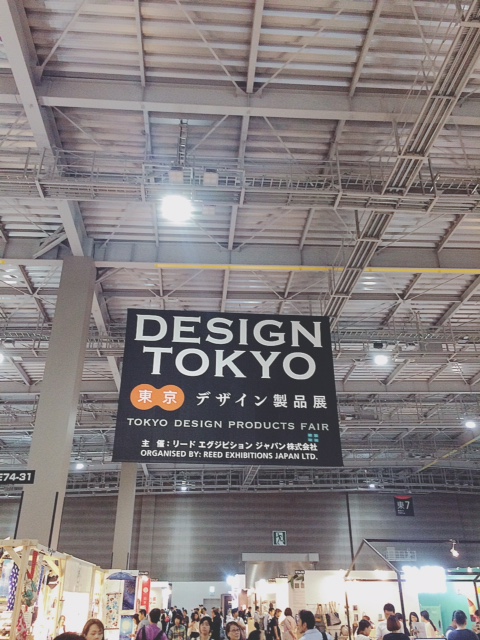 DESIGN
TOKYO
東京 デザイン製品展
TOKYO DESIGN PRODUCTS FAIR
主 催：リード エグジビション ジャパン株式会社
ORGANISED BY: REED EXHIBITIONS JAPAN LTD.
E74-31
東7